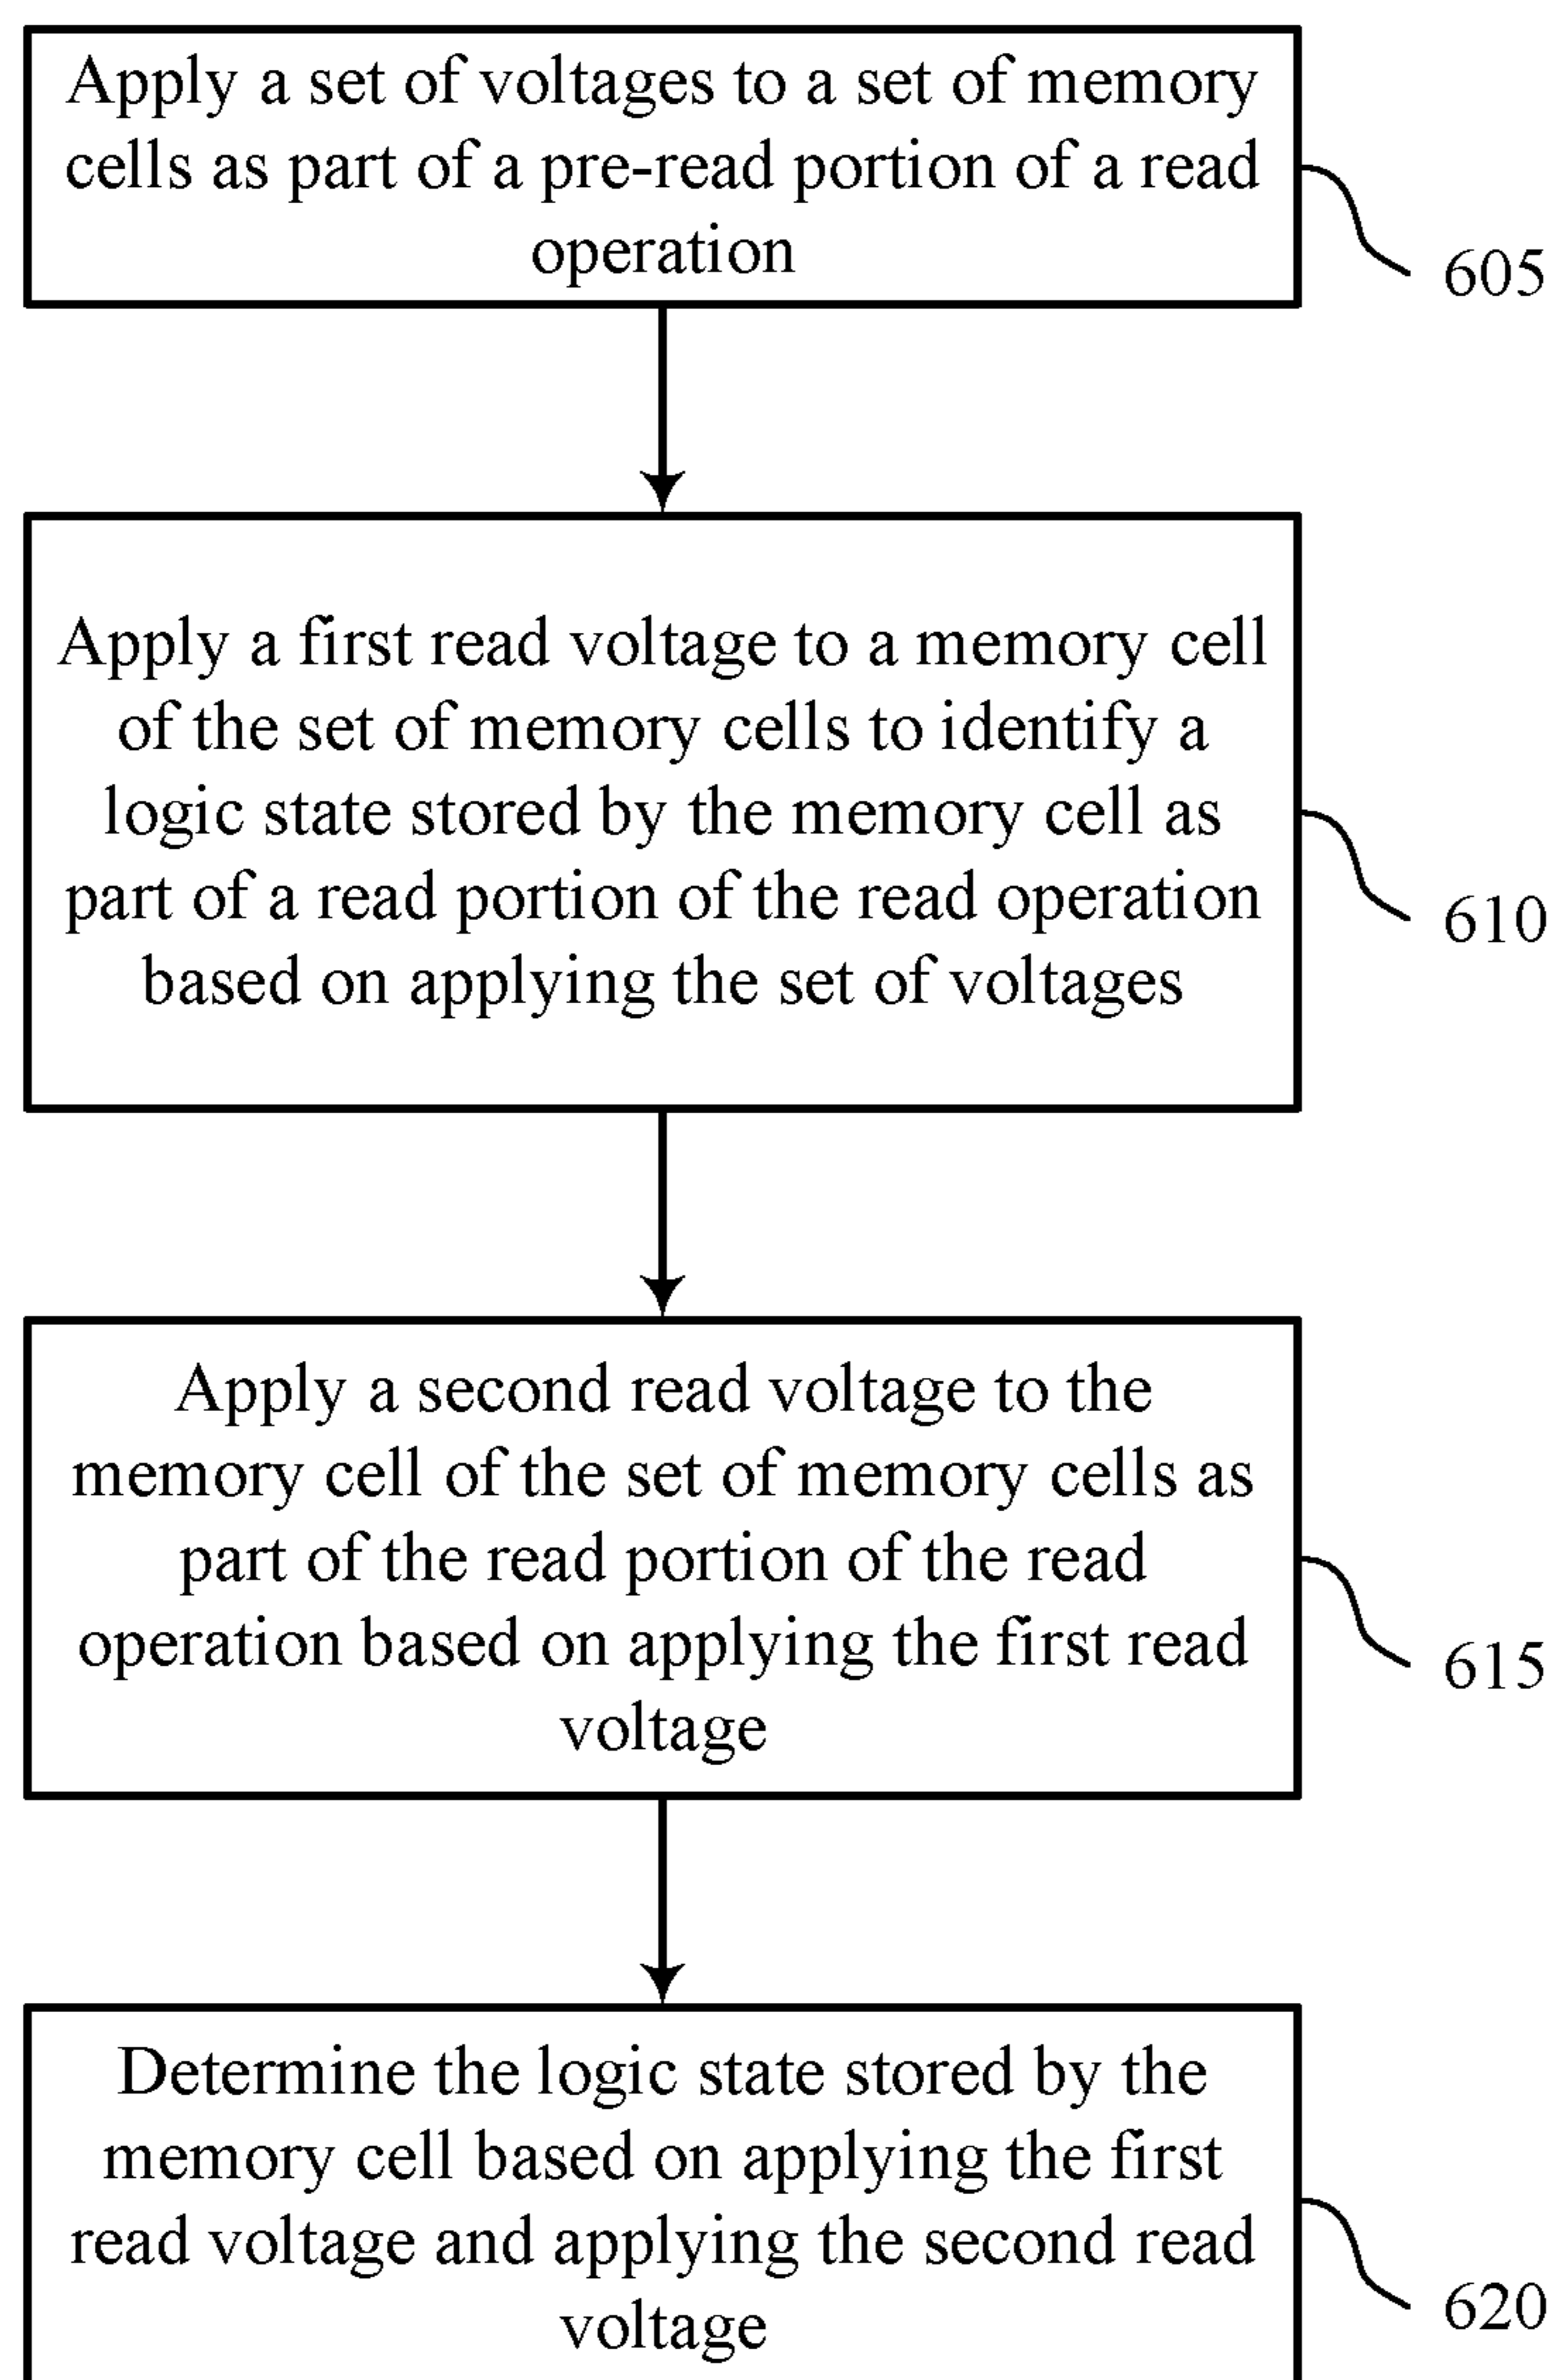 Apply a set of voltages to a set of memory
cells as part of a pre-read portion of a read
operation
605
Apply a first read voltage to a memory cell
of the set of memory cells to identify a
logic state stored by the memory cell as
part of a read portion of the read operation
based on applying the set of voltages
610
Apply a second read voltage to the
memory cell of the set of memory cells as
part of the read portion of the read
operation based on applying the first read
voltage
615
Determine the logic state stored by the
memory cell based on applying the first
read voltage and applying the second read
voltage
620